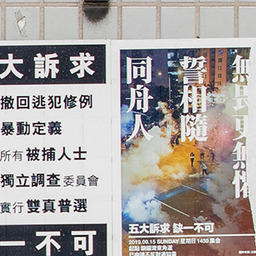 大訴求
撤回逃犯修例
暴動定義
所有被捕人士
獨立調查委員會
實行雙真普選
一不可
同舟人
誓相隨
無畏更無懼
五大訴求 缺一不可
2019.09.15 SUNDAY 星期日 1430 集合